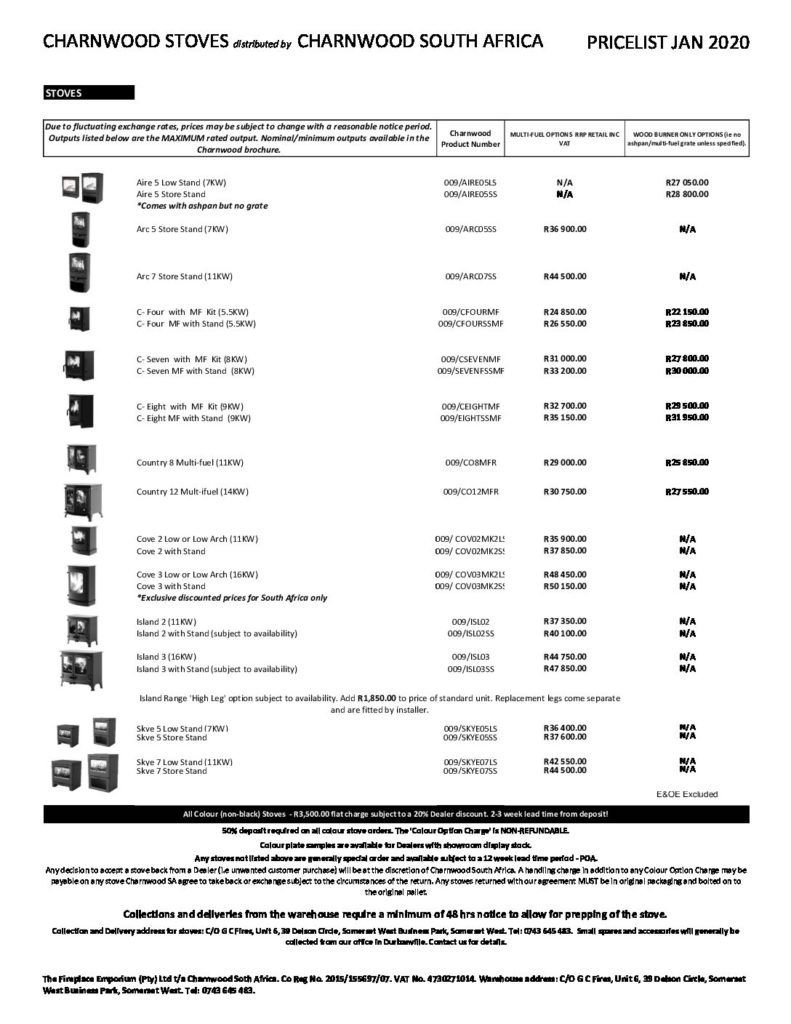 CHARNWOOD STOVES distributed by CHARNWOOD SOUTH AFRICA PRICELIST JAN 2020
STOVES
Due to fluctuating exchange rates, prices may be subject to change with a reasonable notice period.
Outputs listed below are the MAXIMUM rated output. Nominal/minimum outputs available in the
Charnwood brochure.
Charnwood
Product Number
MULTI-FUEL OPTIONS RRP RETAIL INC
VAT
WOOD BURNER ONLY OPTIONS (ie no
ashpan/multi-fuel grate unless specified).
Aire 5 Low Stand (7KW) 009/AIRE05LS N/A R27 050.00
Aire 5 Store Stand 009/AIRE05SS N/A R28 800.00
*Comes with ashpan but no grate
Arc 5 Store Stand (7KW) 009/ARC05SS R36 900.00 N/A
Arc 7 Store Stand (11KW) 009/ARC07SS R44 500.00 N/A
C- Four with MF Kit (5.5KW) 009/CFOURMF R24 850.00 R22 150.00
C- Four MF with Stand (5.5KW) 009/CFOURSSMF R26 550.00 R23 850.00
C- Seven with MF Kit (8KW) 009/CSEVENMF R31 000.00 R27 800.00
C- Seven MF with Stand (8KW) 009/SEVENFSSMF R33 200.00 R30 000.00
C- Eight with MF Kit (9KW) 009/CEIGHTMF R32 700.00 R29 500.00
C- Eight MF with Stand (9KW) 009/EIGHTSSMF R35 150.00 R31 950.00
Country 8 Multi-fuel (11KW) 009/CO8MFR R29 000.00 R25 850.00
Country 12 Mult-ifuel (14KW) 009/CO12MFR R30 750.00 R27 550.00
Cove 2 Low or Low Arch (11KW) 009/ COV02MK2LS R35 900.00 N/A
Cove 2 with Stand 009/ COV02MK2SS R37 850.00 N/A
Cove 3 Low or Low Arch (16KW) 009/ COV03MK2LS R48 450.00 N/A
Cove 3 with Stand 009/ COV03MK2SS R50 150.00 N/A
*Exclusive discounted prices for South Africa only
Island 2 (11KW) 009/ISL02 R37 350.00 N/A
Island 2 with Stand (subject to availability) 009/ISL02SS R40 100.00 N/A
Island 3 (16KW) 009/ISL03 R44 750.00 N/A
Island 3 with Stand (subject to availability) 009/ISL03SS R47 850.00 N/A
Island Range 'High Leg' option subject to availability. Add R1,850.00 to price of standard unit. Replacement legs come separate
and are fitted by installer.
Skye 5 Low Stand (7KW) 009/SKYE05LS R36 400.00 N/A
Skye 5 Store Stand 009/SKYE05SS R37 600.00 N/A
Skye 7 Low Stand (11KW) 009/SKYE07LS R42 550.00 N/A
Skye 7 Store Stand 009/SKYE07SS R44 500.00 N/A
E&OE Excluded
All Colour (non-black) Stoves - R3,500.00 flat charge subject to a 20% Dealer discount. 2-3 week lead time from deposit!
50% deposit required on all colour stove orders. The 'Colour Option Charge' is NON-REFUNDABLE.
Colour plate samples are available for Dealers with showroom display stock.
Any stoves not listed above are generally special order and available subject to a 12 week lead time period - POA.
Any decision to accept a stove back from a Dealer (i.e unwanted customer purchase) will be at the discretion of Charnwood South Africa. A handling charge in addition to any Colour Option Charge may be
payable on any stove Charnwood SA agree to take back or exchange subject to the circumstances of the return. Any stoves returned with our agreement MUST be in original packaging and bolted on to
the original pallet.
Collections and deliveries from the warehouse require a minimum of 48 hrs notice to allow for prepping of the stove.
Collection and Delivery address for stoves: C/O G C Fires, Unit 6, 39 Delson Circle, Somerset West Business Park, Somerset West. Tel: 0743 645 483. Small spares and accessories will generally be
collected from our office in Durbanville. Contact us for details.
The Fireplace Emporium (Pty) Ltd t/a Charnwood Soth Africa. Co Reg No. 2015/155697/07. VAT No. 4730271014. Warehouse address: C/O G C Fires, Unit 6, 39 Delson Circle, Somerset
West Business Park, Somerset West. Tel: 0743 645 483.